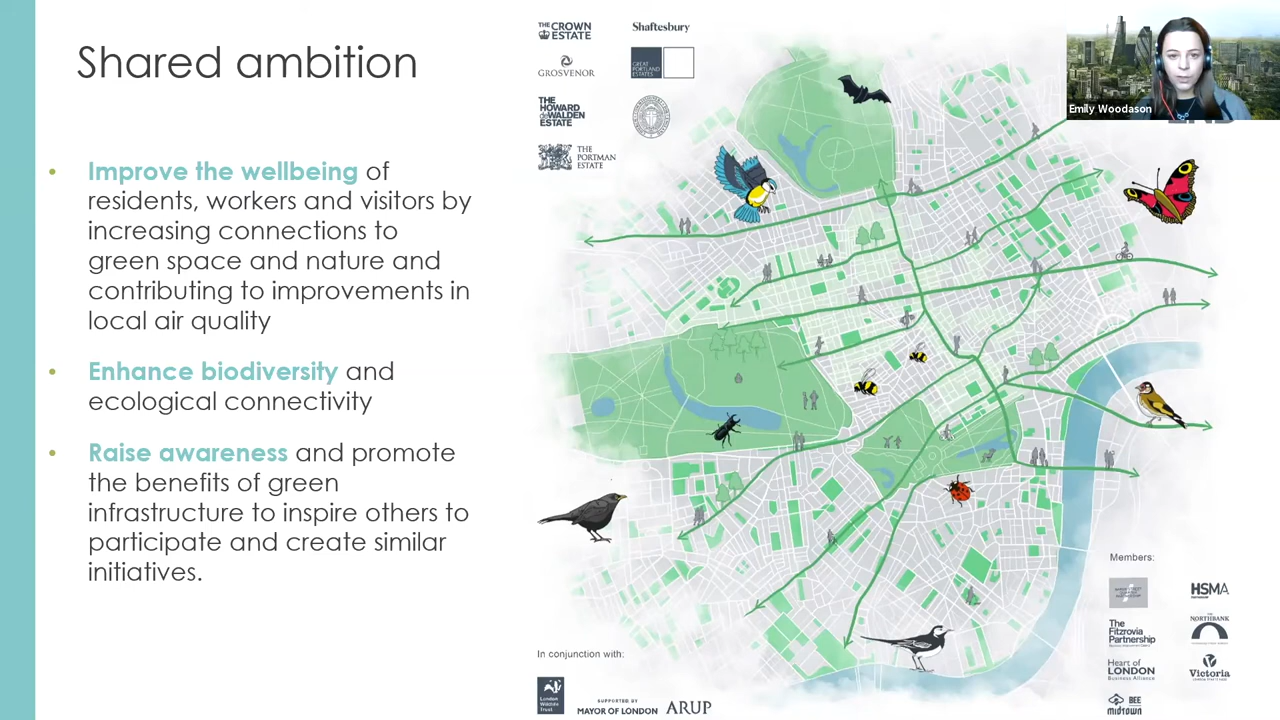 Shared ambition
• Improve the wellbeing of
residents, workers and visitors by
increasing connections to
green space and nature and
contributing to improvements in
local air quality
• Enhance biodiversity and
ecological connectivity
• Raise awareness and promote
the benefits of green
infrastructure to inspire others to
participate and create similar
initiatives.
THE CROWN
ESTATE
Shaftesbury
GROSVENOR
GREAT
PORTLAND
ESTATES
THE
HOWARD
de WALDEN
ESTATE
THE
PORTMAN
ESTATE
Emily Woodason
In conjunction with:
London
Wildlife
Trust
SUPPORTED BY
MAYOR OF LONDON
ARUP
Members:
HSMA
The
Fitzrovia
Partnership
THE
NORTHBANK
Heart of
LONDON
Business Alliance
Victoria
BEE
midtown